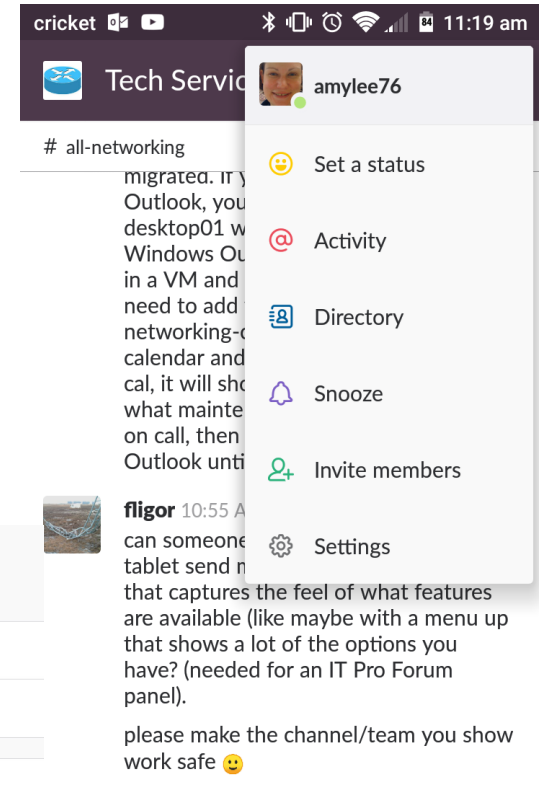 cricket 84 11:19 am
Tech Servic
amylee76
# all-networking
Set a status
Activity
Directory
Snooze
Invite members
Settings
migrated. If y
Outlook, you
desktop01 w
Windows Ou
in a VM and
need to add
networking-c
calendar and
cal, it will sho
what mainte
on call, then
Outlook unti
fligor 10:55 A
can someone
tablet send m
that captures the feel of what features
are available (like maybe with a menu up
that shows a lot of the options you
have? (needed for an IT Pro Forum
panel).
please make the channel/team you show
work safe 🙂